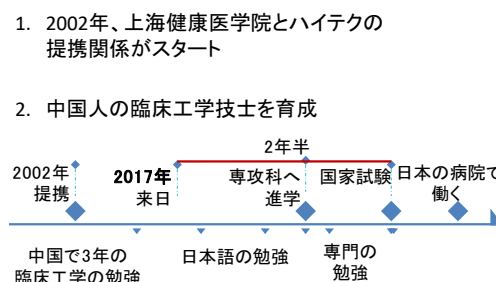 1. 2002年、上海健康医学院とハイテクの
提携関係がスタート
2. 中国人の臨床工学技士を育成
2年半
2002年
提携
2017年
来日
専攻科へ
進学
国家試験
日本の病院で
働く
中国で3年の
臨床工学の勉強
日本語の勉強
専門の
勉強